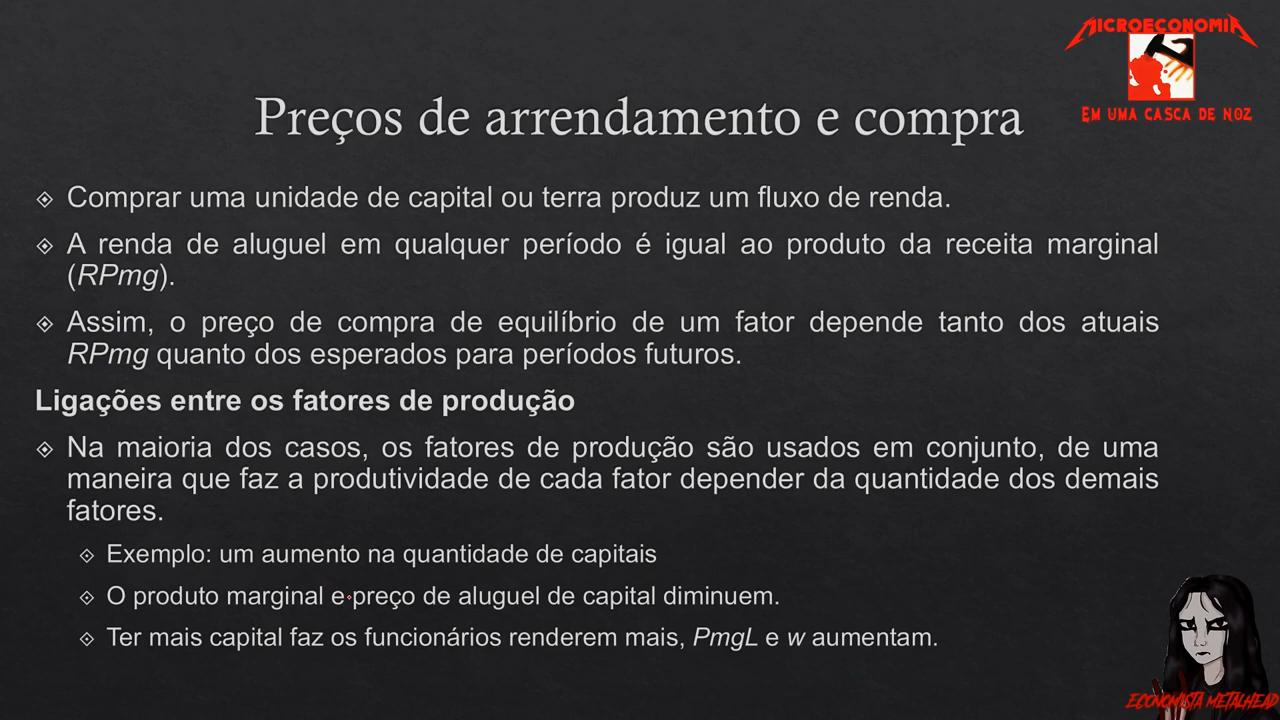 MICROECONOMIA
EM UMA CASCA DE NOZ
Preços de arrendamento e compra
Comprar uma unidade de capital ou terra produz um fluxo de renda.
A renda de aluguel em qualquer período é igual ao produto da receita marginal
(RPmg).
Assim, o preço de compra de equilíbrio de um fator depende tanto dos atuais
RPmg quanto dos esperados para períodos futuros.
Ligações entre os fatores de produção
Na maioria dos casos, os fatores de produção são usados em conjunto, de uma
maneira que faz a produtividade de cada fator depender da quantidade dos demais
fatores.
Exemplo: um aumento na quantidade de capitais
O produto marginal e preço de aluguel de capital diminuem.
Ter mais capital faz os funcionários renderem mais, PmgL e w aumentam.
ECONOMISTA METALHEAD